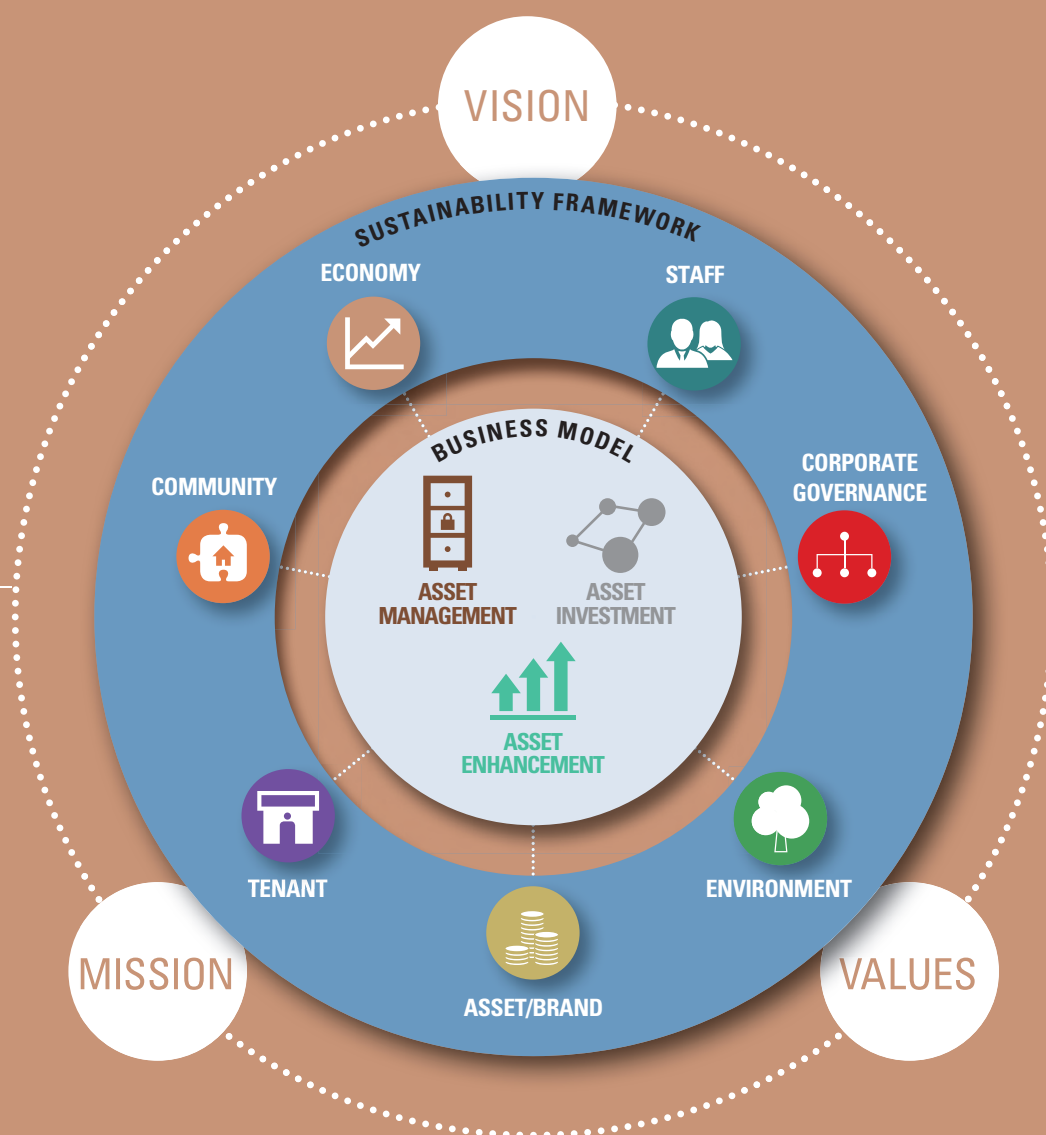 VISION
SUSTAINABILITY FRAMEWORK
ECONOMY
STAFF
BUSINESS MODEL
COMMUNITY
CORPORATE
GOVERNANCE
ASSET
MANAGEMENT
ASSET
INVESTMENT
ASSET
ENHANCEMENT
TENANT
ENVIRONMENT
MISSION
VALUES
ASSET/BRAND